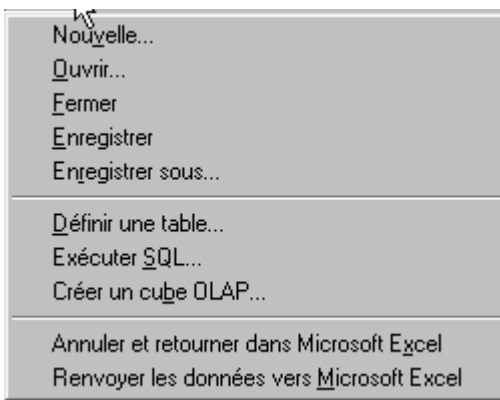 Nouvelle...
Ouvrir...
Fermer
Enregistrer
Enregistrer sous...
Définir une table...
Exécuter SQL...
Créer un cube OLAP...
Annuler et retourner dans Microsoft Excel
Renvoyer les données vers Microsoft Excel